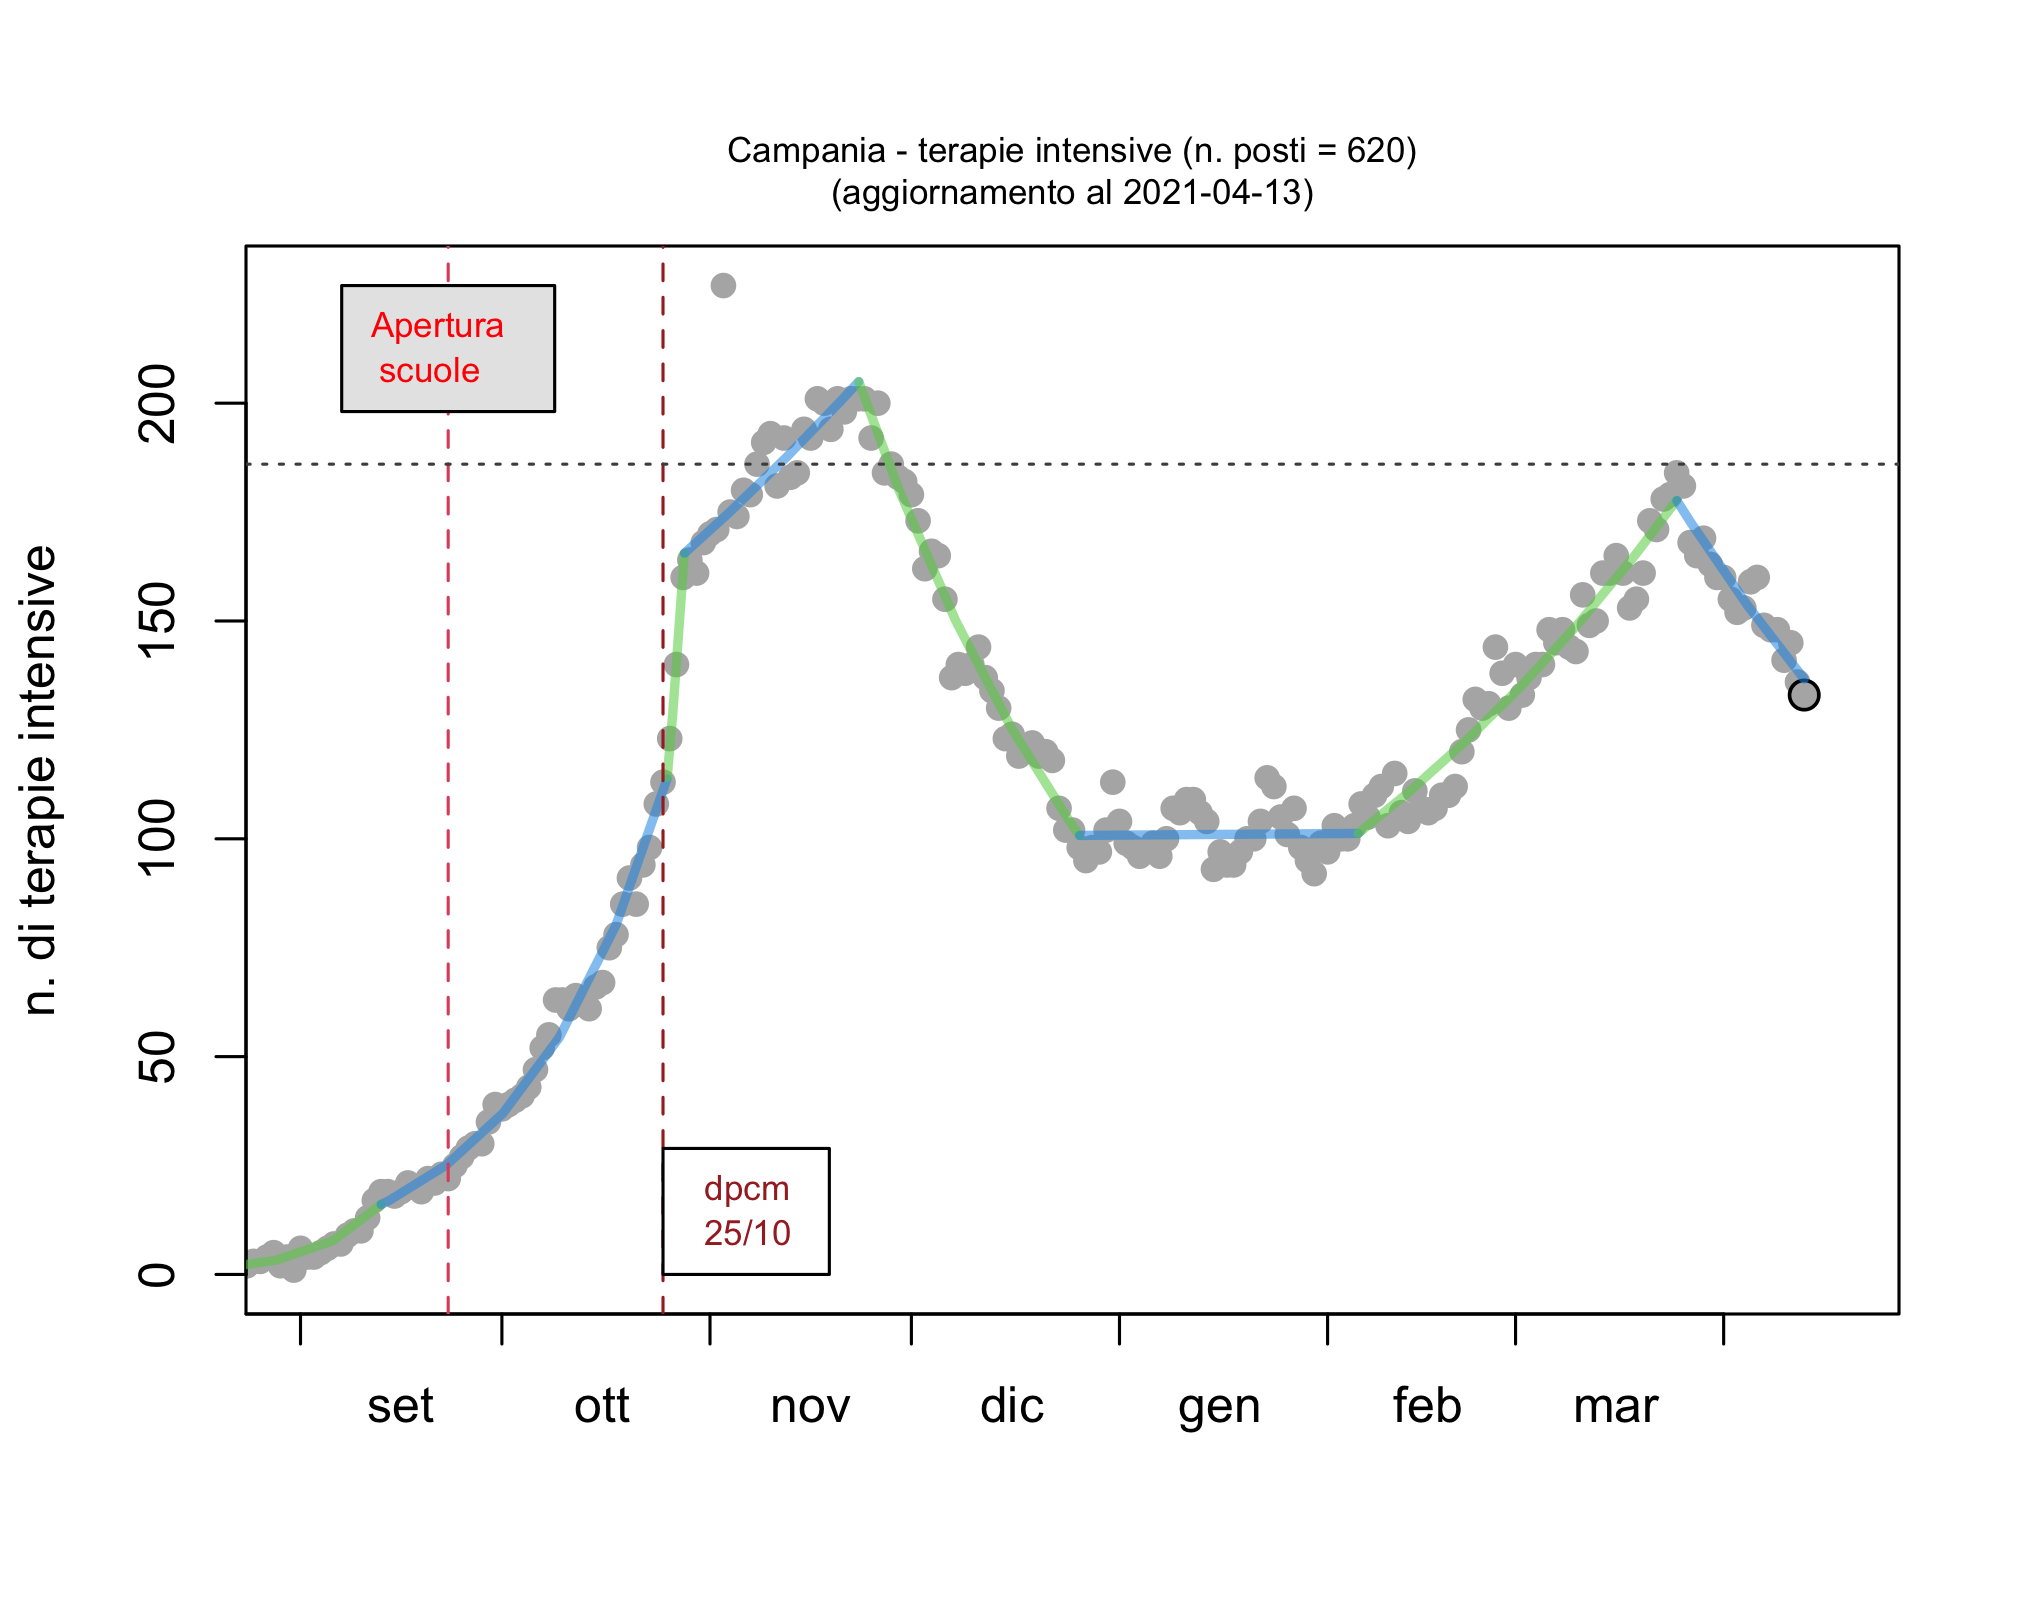 Campania - terapie intensive (n. posti = 620)
(aggiornamento al 2021-04-13)
Apertura
scuole
dpcm
25/10
n. di terapie intensive
200
150
100
50
0
set ott nov dic gen feb mar